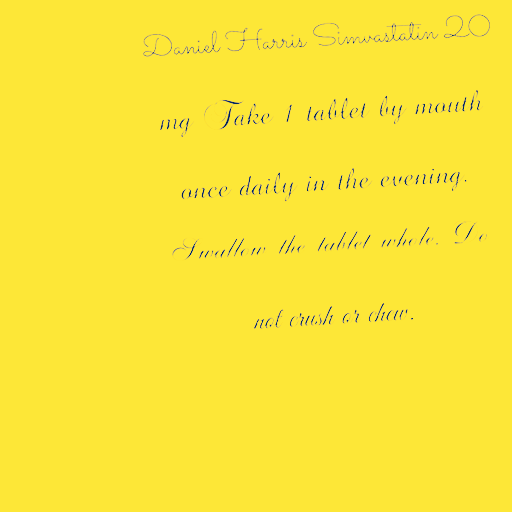 Daniel Harris Simvastatin 20
mg Take 1 tablet by mouth
once daily in the evening.
Swallow the tablet whole. Do
not crush or chew.